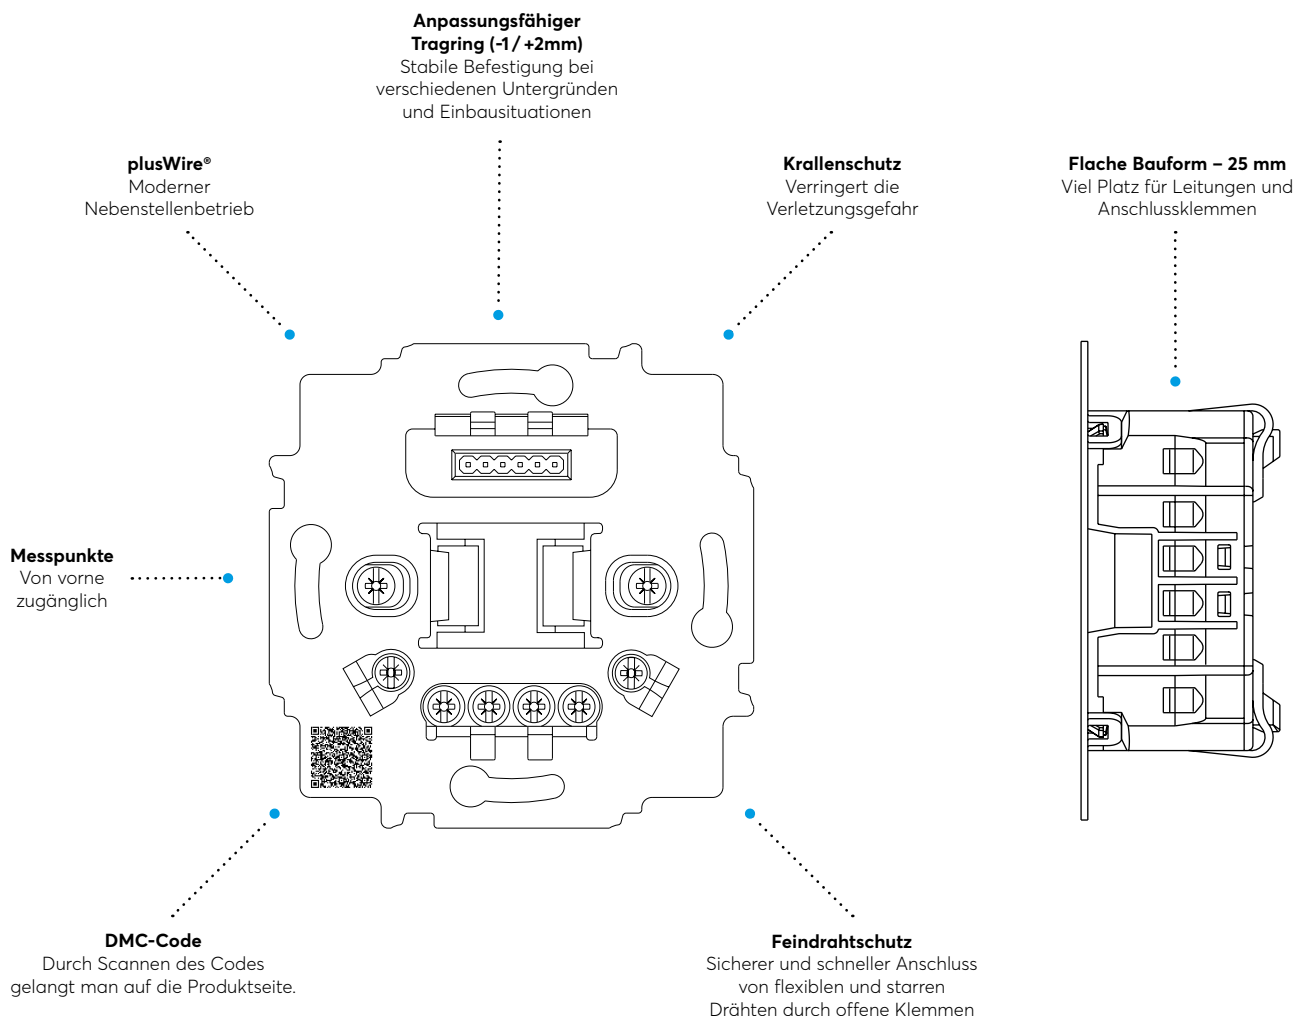 Anpassungsfähiger
Tragring (-1 / +2mm)
Stabile Befestigung bei
verschiedenen Untergründen
und Einbausituationen
plusWire®
Moderner
Nebenstellenbetrieb
Krallenschutz
Verringert die
Verletzungsgefahr
Flache Bauform – 25 mm
Viel Platz für Leitungen und
Anschlussklemmen
Messpunkte
Von vorne
zugänglich
DMC-Code
Durch Scannen des Codes
gelangt man auf die Produktseite.
Feindrahtschutz
Sicherer und schneller Anschluss
von flexiblen und starren
Drähten durch offene Klemmen